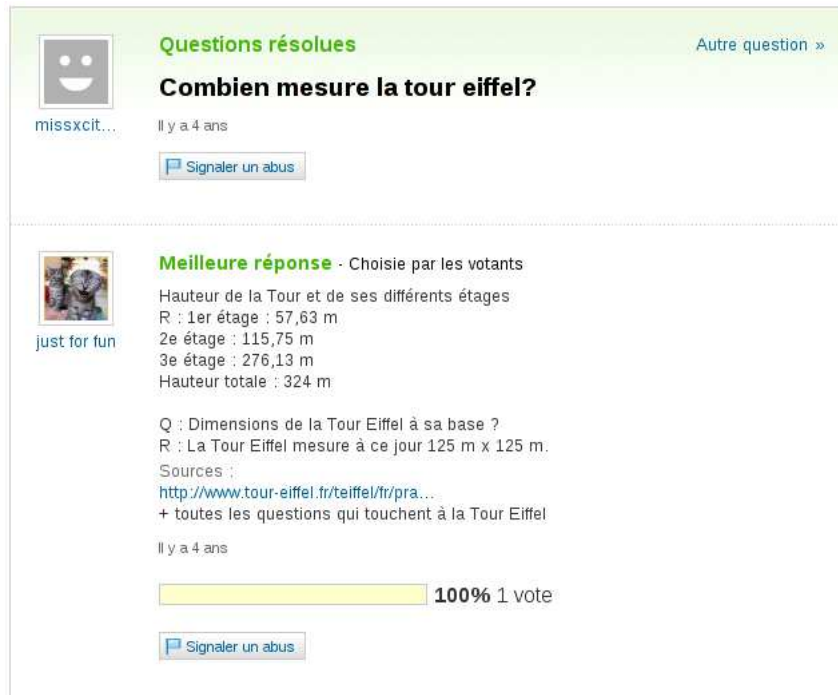 Questions résolues
Autre question »
Combien mesure la tour eiffel?
missxcit...
Il y a 4 ans
Signaler un abus
Meilleure réponse - Choisie par les votants
just for fun
Hauteur de la Tour et de ses différents étages
R : 1er étage : 57,63 m
2e étage : 115,75 m
3e étage : 276,13 m
Hauteur totale : 324 m
Q : Dimensions de la Tour Eiffel à sa base ?
R : La Tour Eiffel mesure à ce jour 125 m x 125 m.
Sources :
http://www.tour-eiffel.fr/teiffel/fr/pra...
+ toutes les questions qui touchent à la Tour Eiffel
Il y a 4 ans
100% 1 vote
Signaler un abus